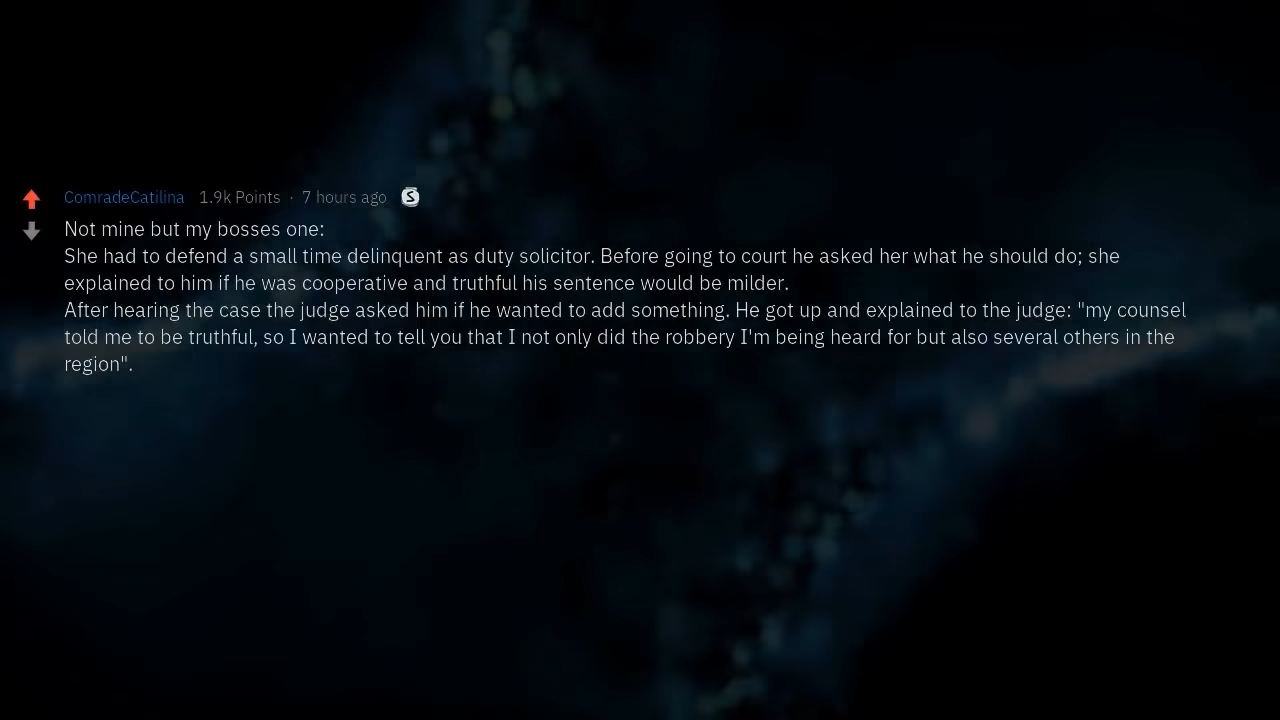 ComradeCatilina 1.9k Points · 7 hours ago S
Not mine but my bosses one:
She had to defend a small time delinquent as duty solicitor. Before going to court he asked her what he should do; she
explained to him if he was cooperative and truthful his sentence would be milder.
After hearing the case the judge asked him if he wanted to add something. He got up and explained to the judge: "my counsel
told me to be truthful, so I wanted to tell you that I not only did the robbery I'm being heard for but also several others in the
region".